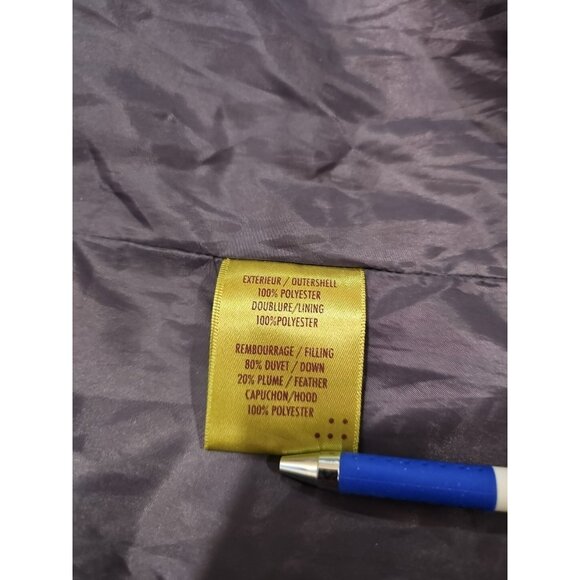 EXTERIEUR / OUTERSHELL
100% POLYESTER
DOUBLURE/LINING
100%POLYESTER
REMBOURRAGE / FILLING
80% DUVET / DOWN
20% PLUME / FEATHER
CAPUCHON/HOOD
100% POLYESTER